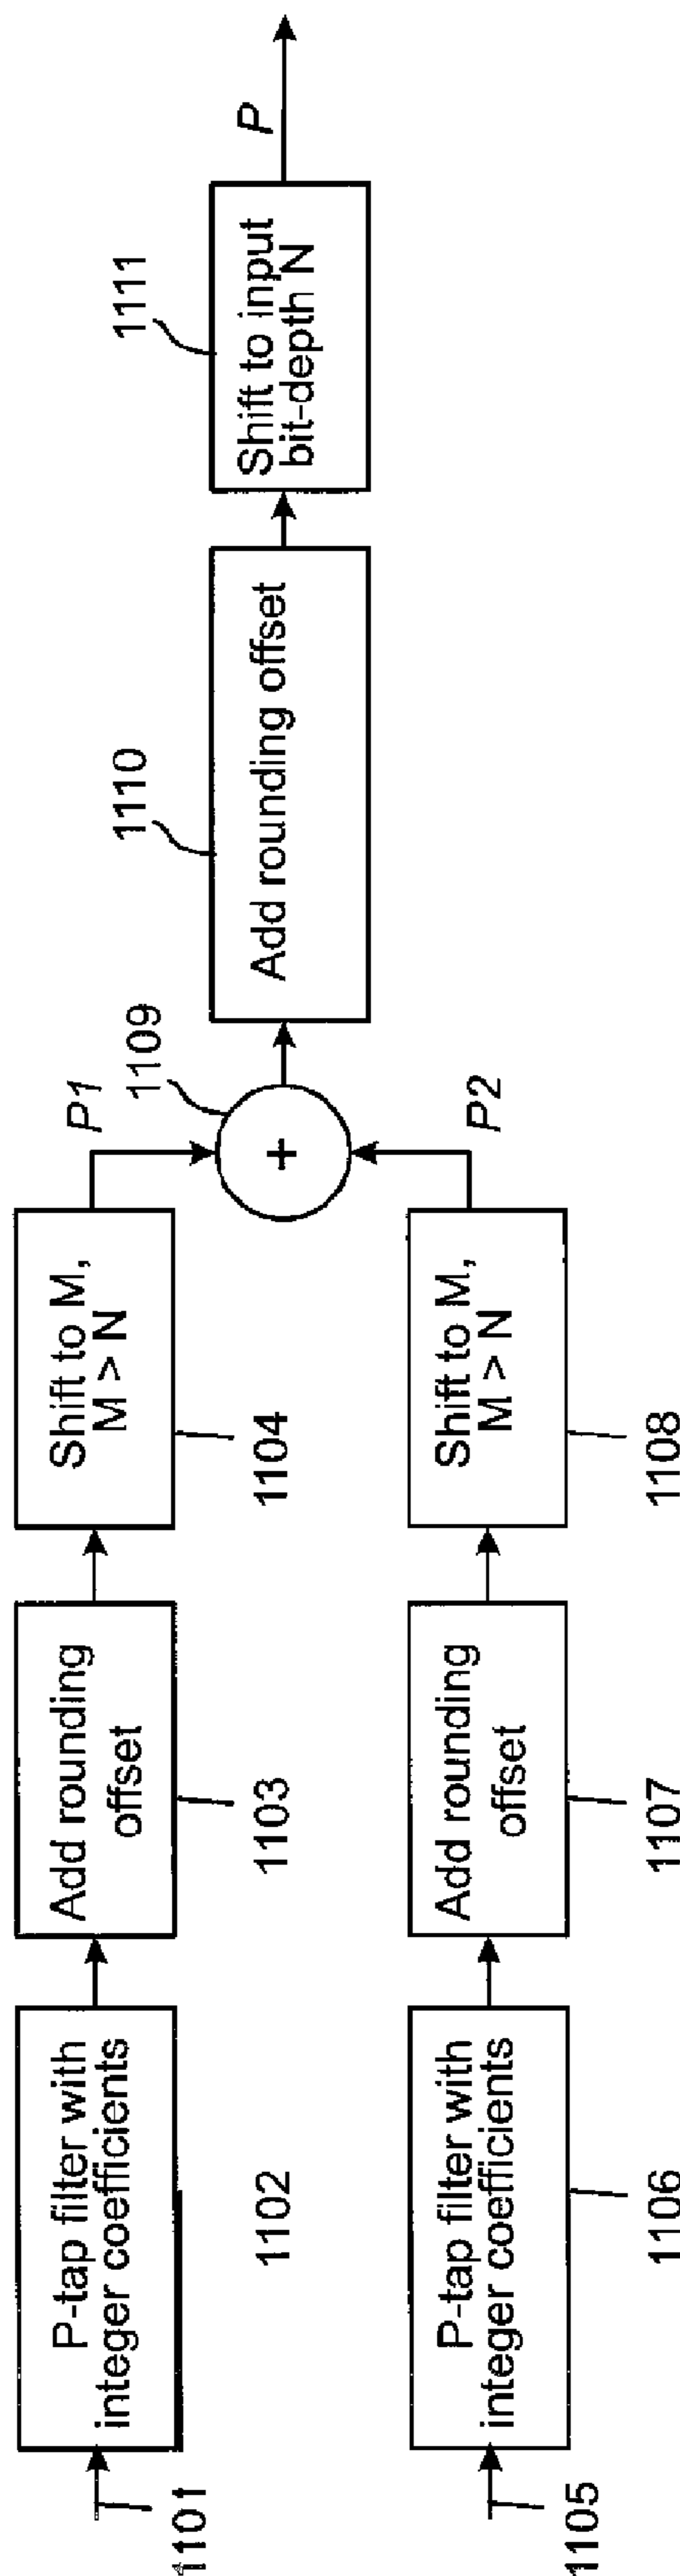 1101
P-tap filter with
integer coefficients
1102
Add rounding
offset
1103
Shift to M,
M > N
1104
P1
1105
P-tap filter with
integer coefficients
1106
Add rounding
offset
1107
Shift to M,
M > N
1108
P2
+
1109
Add rounding offset
1110
Shift to input
bit-depth N
1111
P